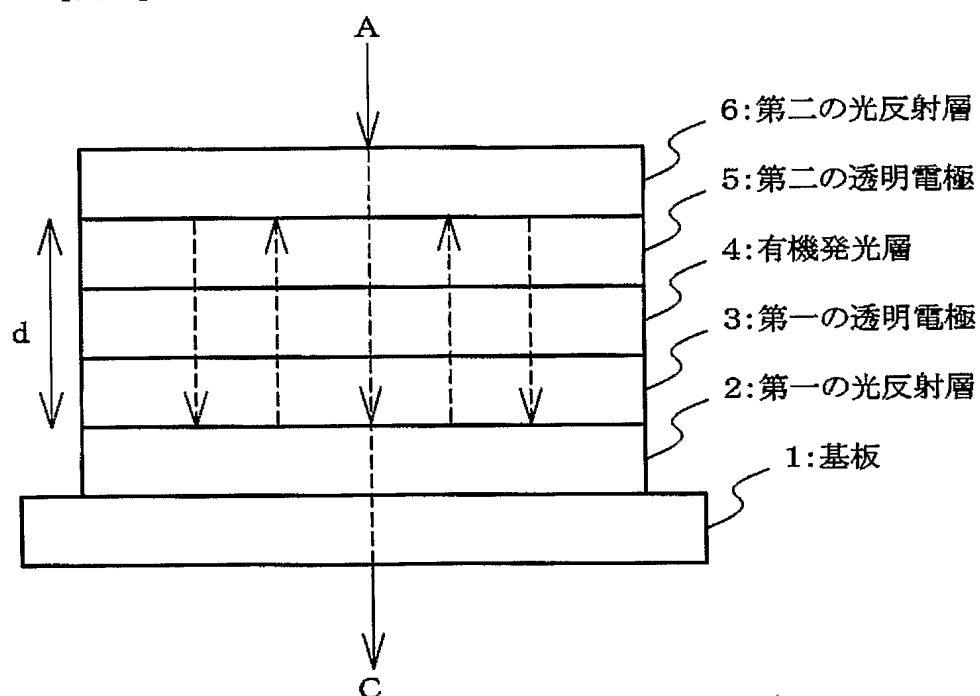 A
6:第二の光反射層
5:第二の透明電極
4:有機発光層
d
3:第一の透明電極
2:第一の光反射層
1:基板
C